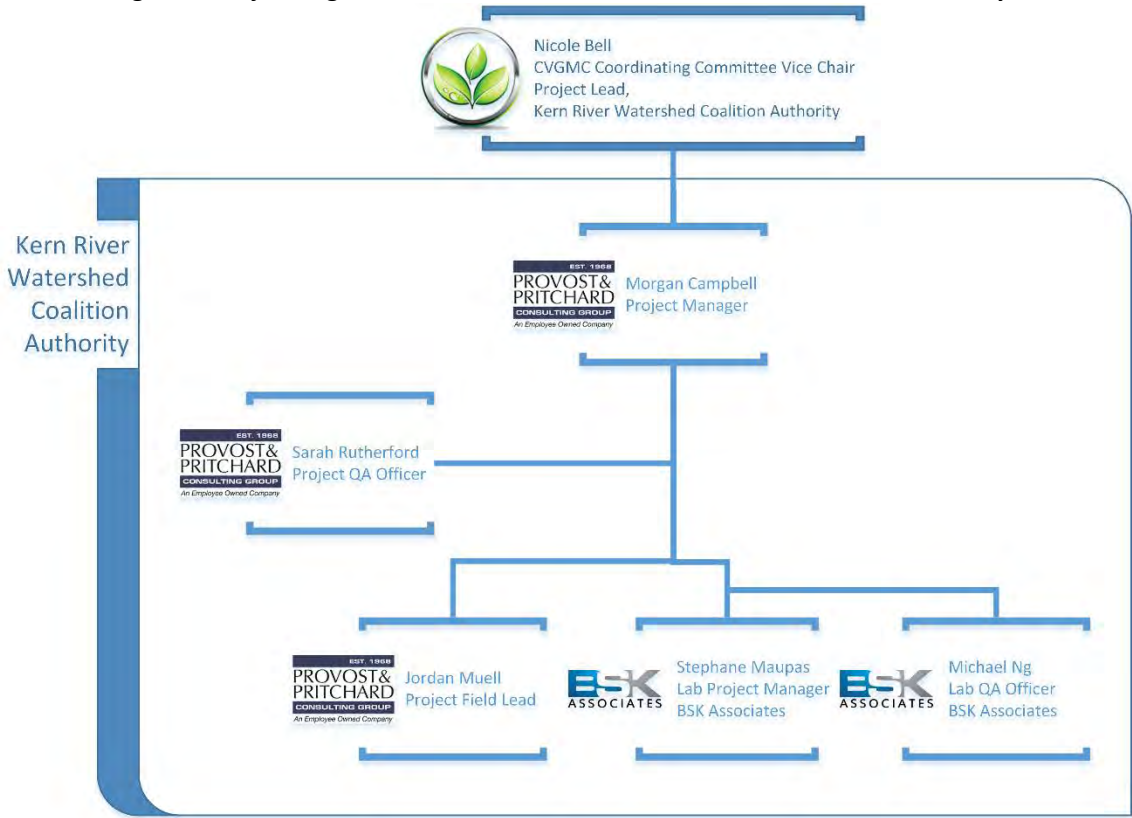 Nicole Bell
CVGMC Coordinating Committee Vice Chair
Project Lead,
Kern River Watershed Coalition Authority
Kern River
Watershed
Coalition
Authority
EST. 1968
PROVOST&
PRITCHARD
CONSULTING GROUP
An Employee Owned Company
Morgan Campbell
Project Manager
EST. 1968
PROVOST&
PRITCHARD
CONSULTING GROUP
An Employee Owned Company
Sarah Rutherford
Project QA Officer
EST. 1968
PROVOST&
PRITCHARD
CONSULTING GROUP
An Employee Owned Company
Jordan Muell
Project Field Lead
BSK
ASSOCIATES
Stephane Maupas
Lab Project Manager
BSK Associates
BSK
ASSOCIATES
Michael Ng
Lab QA Officer
BSK Associates